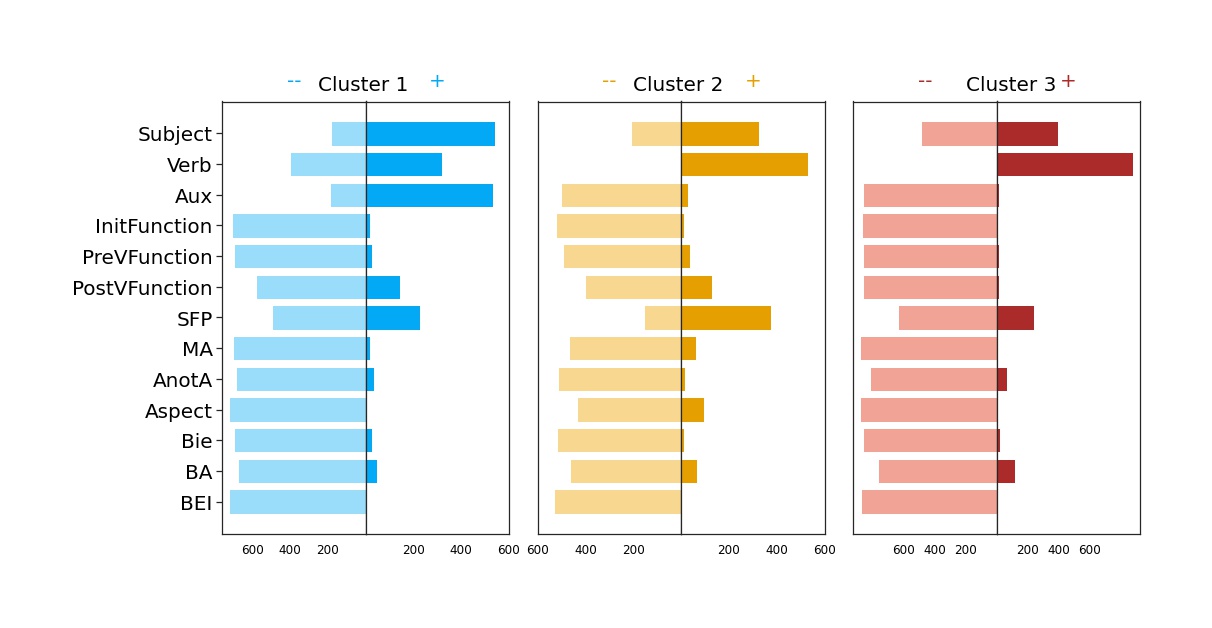 -- Cluster 1 +
-- Cluster 2 +
-- Cluster 3 +
Subject
Verb
Aux
InitFunction
PreVFunction
PostVFunction
SFP
MA
AnotA
Aspect
Bie
BA
BEI
600 400 200 200 400 600
600 400 200 200 400 600
600 400 200 200 400 600